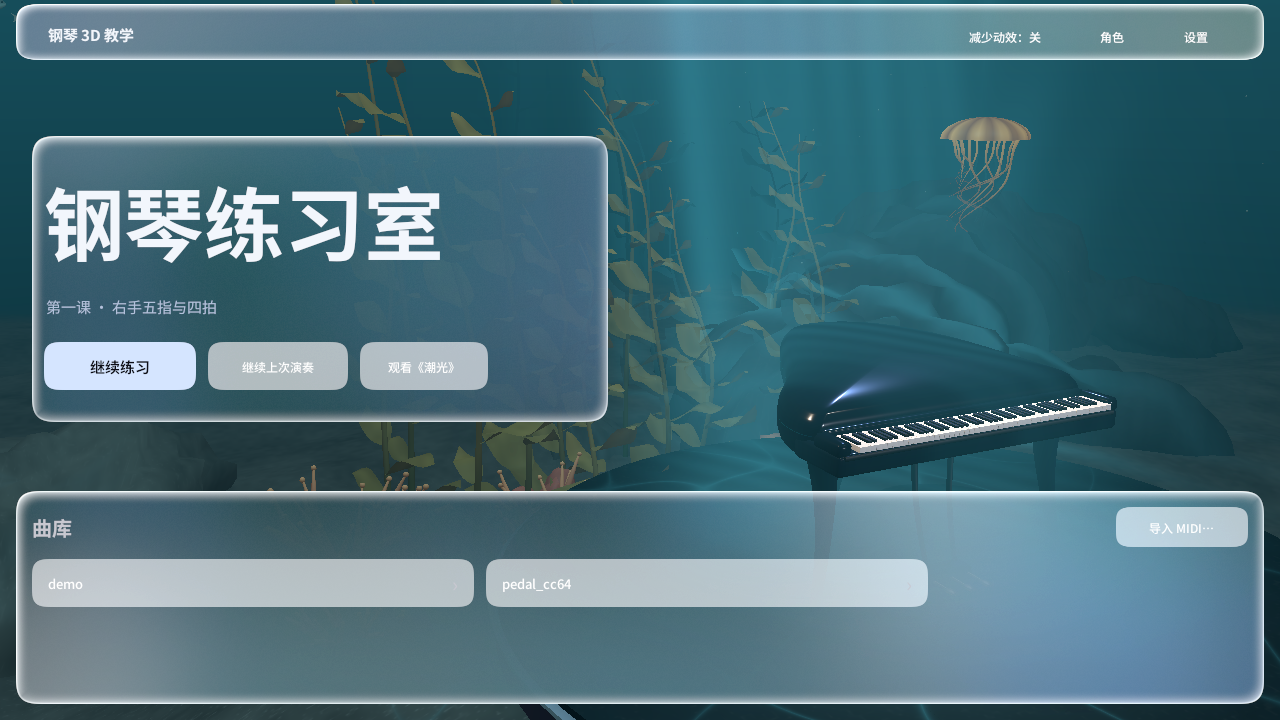 钢琴 3D 教学
减少动效：关
角色
设置
钢琴练习室
第一课 · 右手五指与四拍
继续练习
继续上次演奏
观看《潮光》
曲库
导入 MIDI…
demo
pedal_cc64